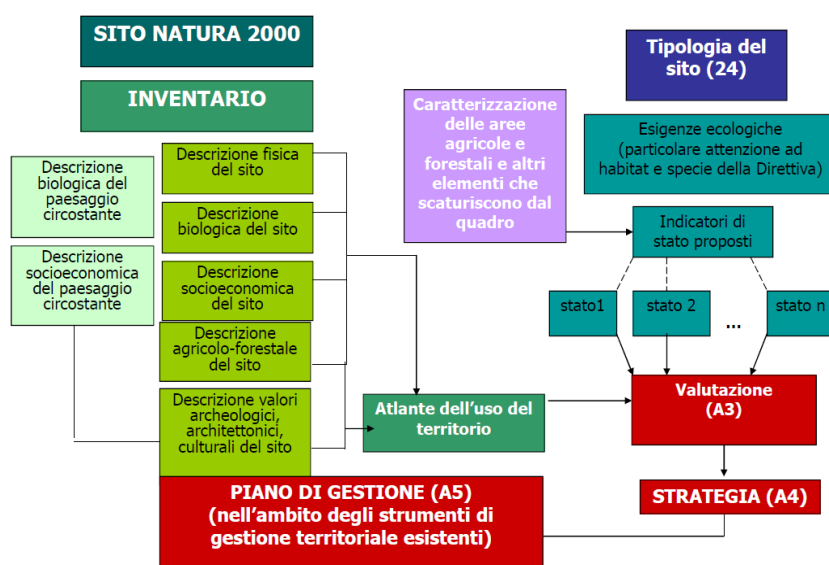 SITO NATURA 2000
INVENTARIO
Descrizione
biologica del
paesaggio
circostante
Descrizione
socioeconomica
del paesaggio
circostante
Descrizione fisica
del sito
Descrizione
biologica del sito
Descrizione
socioeconomica
del sito
Descrizione
agricolo-forestale
del sito
Descrizione valori
archeologici,
architettonici,
culturali del sito
Caratterizzazione
delle aree
agricole e
forestali e altri
elementi che
scaturiscono dal
quadro
Tipologia del
sito (24)
Esigenze ecologiche
(particolare attenzione ad
habitat e specie della Direttiva)
Indicatori di
stato proposti
stato1
stato 2
...
stato n
Atlante dell'uso del
territorio
Valutazione
(A3)
STRATEGIA (A4)
PIANO DI GESTIONE (A5)
(nell'ambito degli strumenti di
gestione territoriale esistenti)